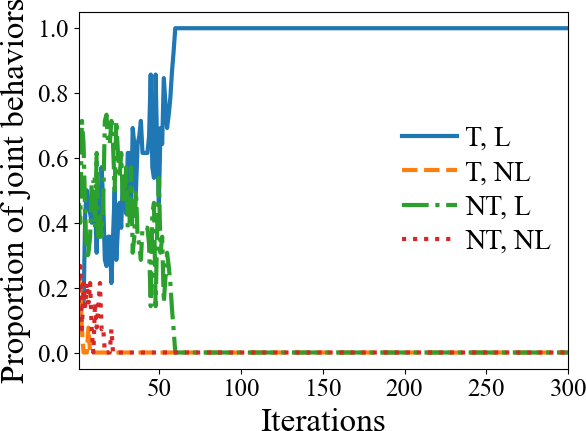 Proportion of joint behaviors
1.0
0.8
0.6
0.4
0.2
0.0
T, L
T, NL
NT, L
NT, NL
50 100 150 200 250 300
Iterations